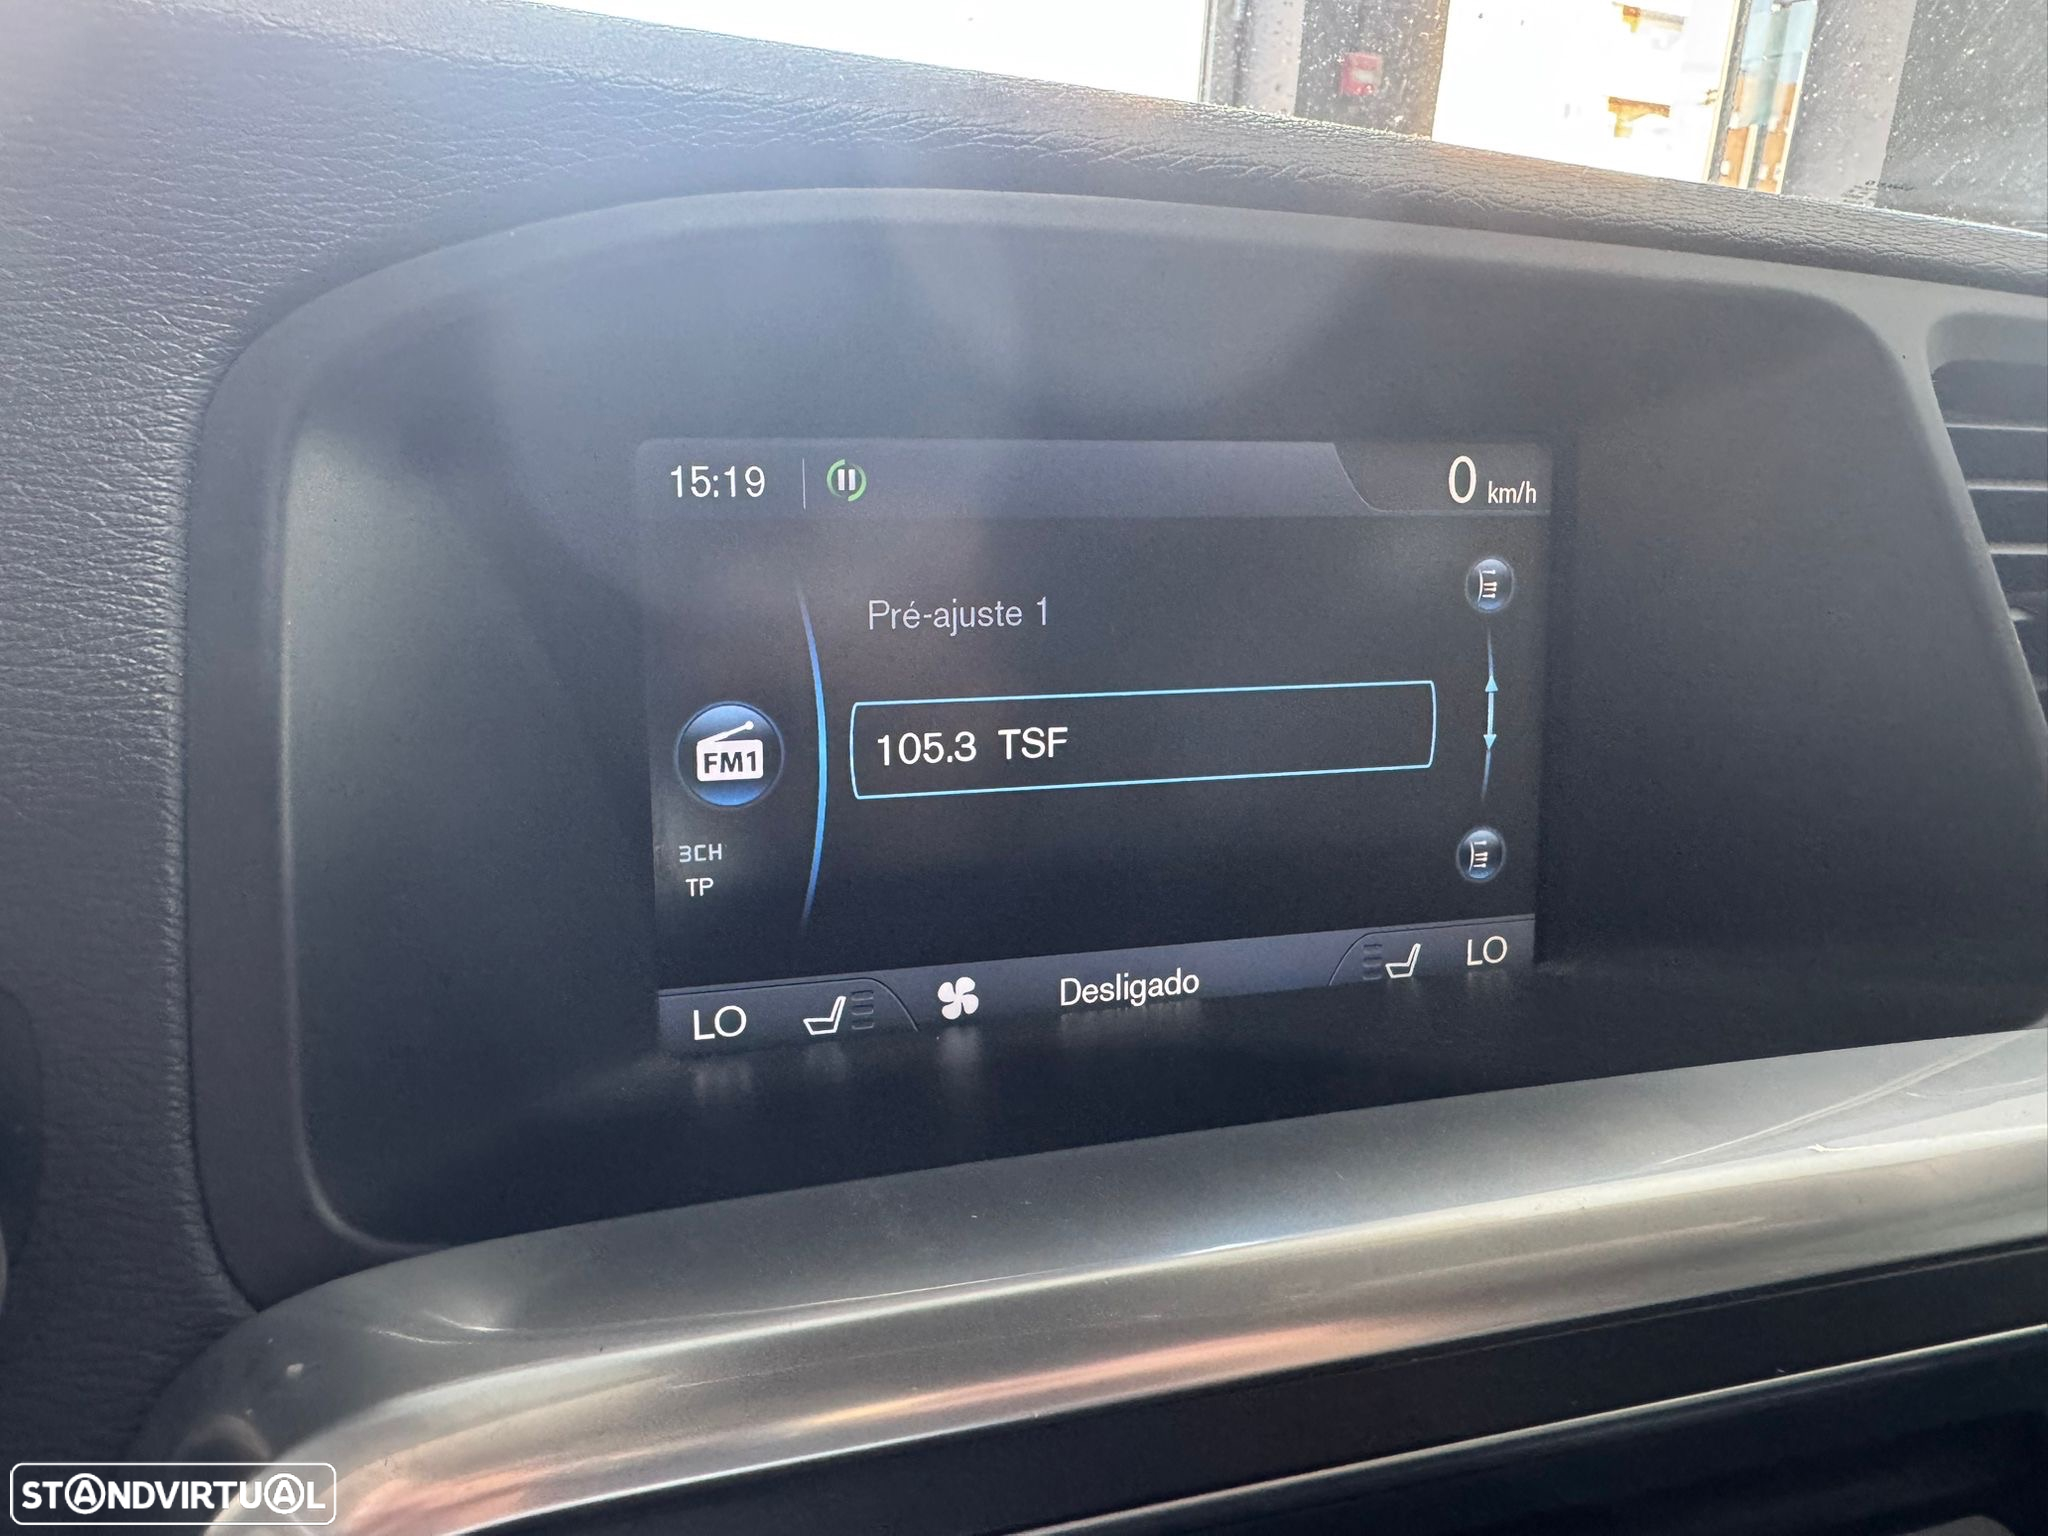 15:19
0 km/h
Pré-ajuste 1
FM1
105.3 TSF
3CH
TP
LO
Desligado
LO
STANDVIRTUAL